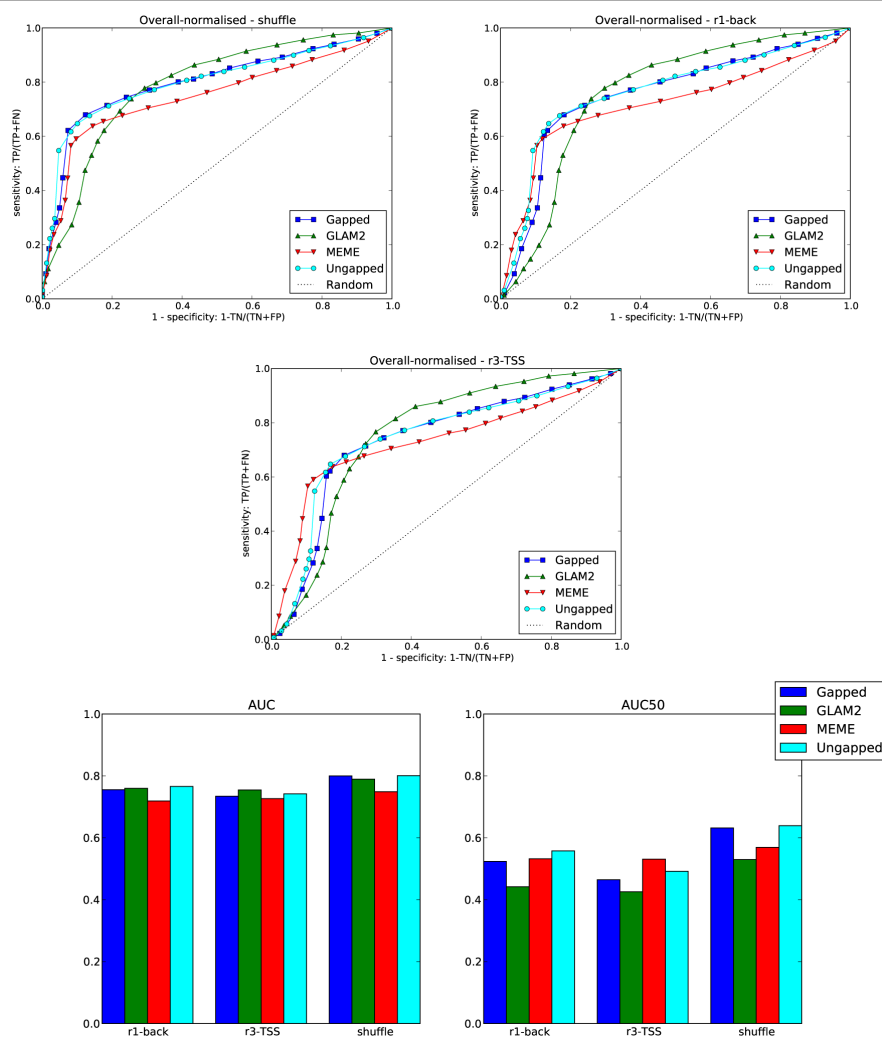 Overall-normalised - shuffle
1.0
0.8
0.6
0.4
0.2
0.0
sensitivity: TP/(TP+FN)
Gapped
GLAM2
MEME
Ungapped
Random
0.2 0.4 0.6 0.8 1.0
1 - specificity: 1-TN/(TN+FP)
Overall-normalised - r1-back
1.0
0.8
0.6
0.4
0.2
0.0
sensitivity: TP/(TP+FN)
Gapped
GLAM2
MEME
Ungapped
Random
0.2 0.4 0.6 0.8 1.0
1 - specificity: 1-TN/(TN+FP)
Overall-normalised - r3-TSS
1.0
0.8
0.6
0.4
0.2
0.0
sensitivity: TP/(TP+FN)
Gapped
GLAM2
MEME
Ungapped
Random
0.2 0.4 0.6 0.8 1.0
1 - specificity: 1-TN/(TN+FP)
AUC
1.0
0.8
0.6
0.4
0.2
0.0
r1-back r3-TSS shuffle
AUC50
1.0
0.8
0.6
0.4
0.2
0.0
r1-back r3-TSS shuffle
Gapped
GLAM2
MEME
Ungapped